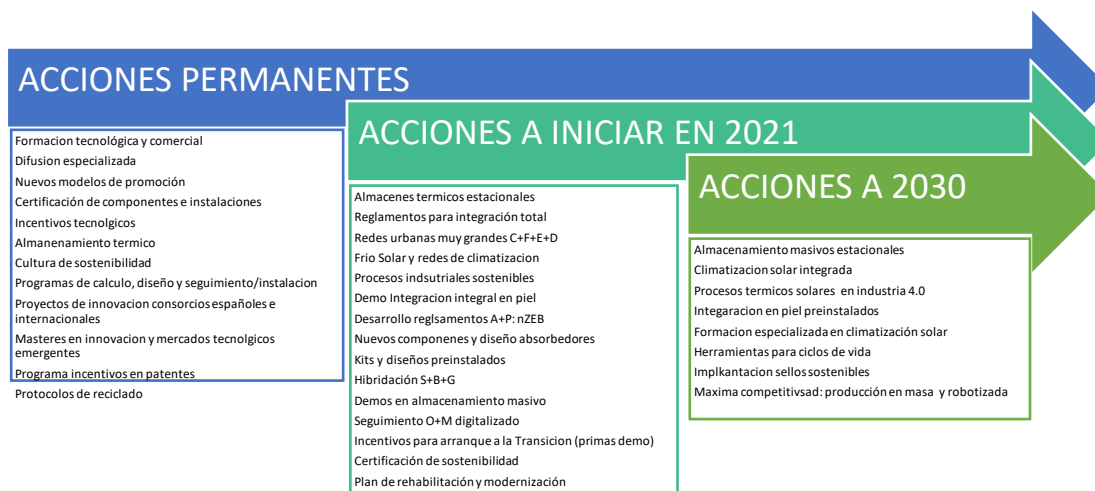 ACCIONES PERMANENTES
Formacion tecnológica y comercial
Difusion especializada
Nuevos modelos de promoción
Certificación de componentes e instalaciones
Incentivos tecnolgicos
Almanenamiento termico
Cultura de sostenibilidad
Programas de calculo, diseño y seguimiento/instalacion
Proyectos de innovacion consorcios españoles e
internacionales
Masteres en innovacion y mercados tecnolgicos
emergentes
Programa incentivos en patentes
Protocolos de reciclado
ACCIONES A INICIAR EN 2021
Almacenes termicos estacionales
Reglamentos para integración total
Redes urbanas muy grandes C+F+E+D
Frio Solar y redes de climatizacion
Procesos indsutriales sostenibles
Demo Integracion integral en piel
Desarrollo reglsamentos A+P: nZEB
Nuevos componenes y diseño absorbedores
Kits y diseños preinstalados
Hibridación S+B+G
Demos en almacenamiento masivo
Seguimiento O+M digitalizado
Incentivos para arranque a la Transicion (primas demo)
Certificación de sostenibilidad
Plan de rehabilitación y modernización
ACCIONES A 2030
Almacenamiento masivos estacionales
Climatizacion solar integrada
Procesos termicos solares en industria 4.0
Integaracion en piel preinstalados
Formacion especializada en climatización solar
Herramientas para ciclos de vida
Implkantacion sellos sostenibles
Maxima competitivsad: producción en masa y robotizada